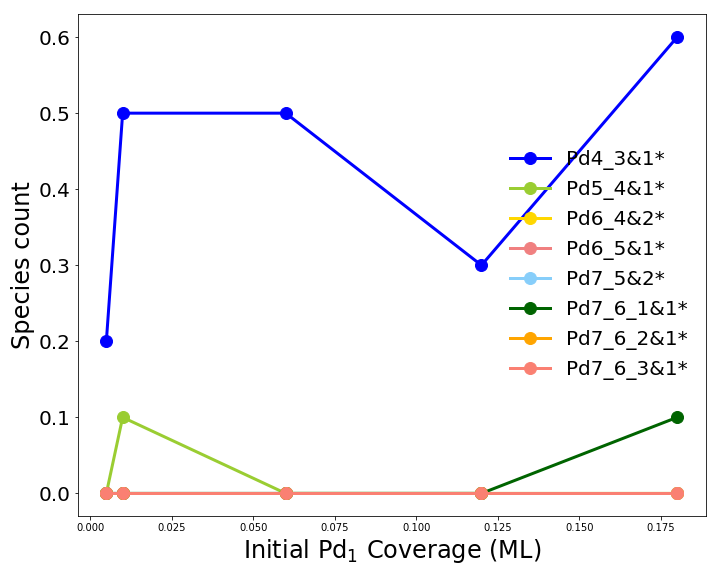 0.6
0.5
0.4
0.3
0.2
0.1
0.0
Species count
Pd4_3&1*
Pd5_4&1*
Pd6_4&2*
Pd6_5&1*
Pd7_5&2*
Pd7_6_1&1*
Pd7_6_2&1*
Pd7_6_3&1*
0.000 0.025 0.050 0.075 0.100 0.125 0.150 0.175
Initial Pd₁ Coverage (ML)